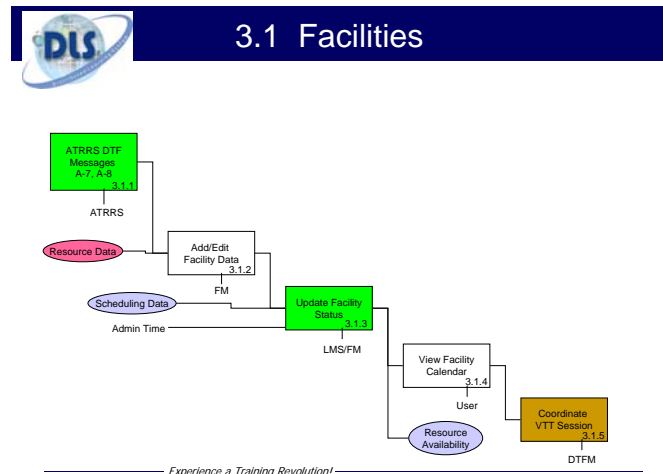 DLS
3.1 Facilities
ATRRS DTF
Messages
A-7, A-8
3.1.1
ATRRS
Resource Data
Add/Edit
Facility Data
3.1.2
FM
Scheduling Data
Admin Time
Update Facility
Status
3.1.3
LMS/FM
View Facility
Calendar
3.1.4
User
Resource
Availability
Coordinate
VTT Session
3.1.5
DTFM
Experience a Training Revolution!